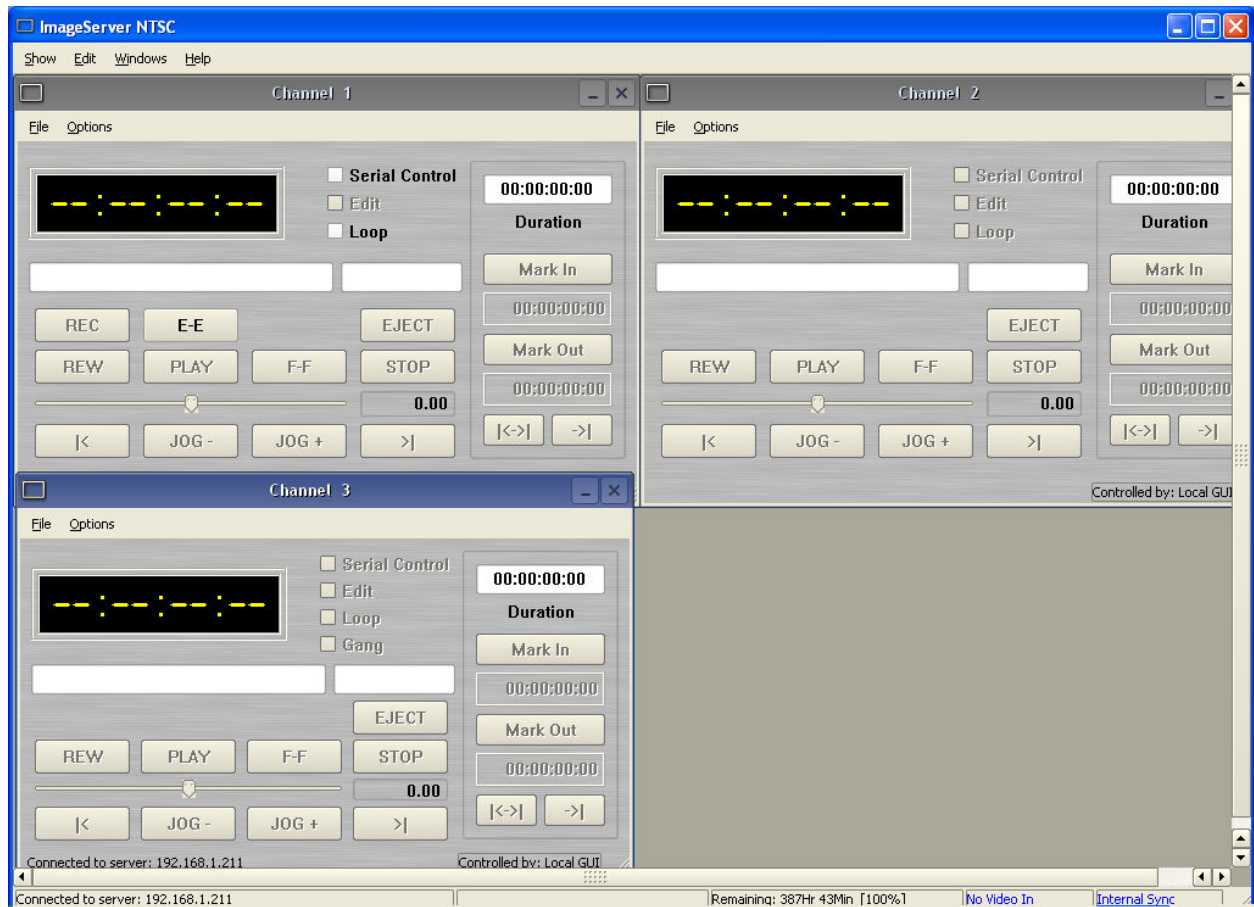 ImageServer NTSC
Show Edit Windows Help
Channel 1
File Options
--:--:--:--
Serial Control
Edit
Loop
00:00:00:00
Duration
Mark In
00:00:00:00
Mark Out
00:00:00:00
|<->| ->|
REC E-E EJECT
REW PLAY F-F STOP
0.00
|< JOG - JOG + >|
Channel 2
File Options
--:--:--:--
Serial Control
Edit
Loop
00:00:00:00
Duration
Mark In
00:00:00:00
Mark Out
00:00:00:00
|<->| ->|
EJECT
REW PLAY F-F STOP
0.00
|< JOG - JOG + >|
Controlled by: Local GUI
Channel 3
File Options
--:--:--:--
Serial Control
Edit
Loop
Gang
00:00:00:00
Duration
Mark In
00:00:00:00
Mark Out
00:00:00:00
|<->| ->|
EJECT
REW PLAY F-F STOP
0.00
|< JOG - JOG + >|
Connected to server: 192.168.1.211 Controlled by: Local GUI
Connected to server: 192.168.1.211 Remaining: 387Hr 43Min [100%] No Video In Internal Sync